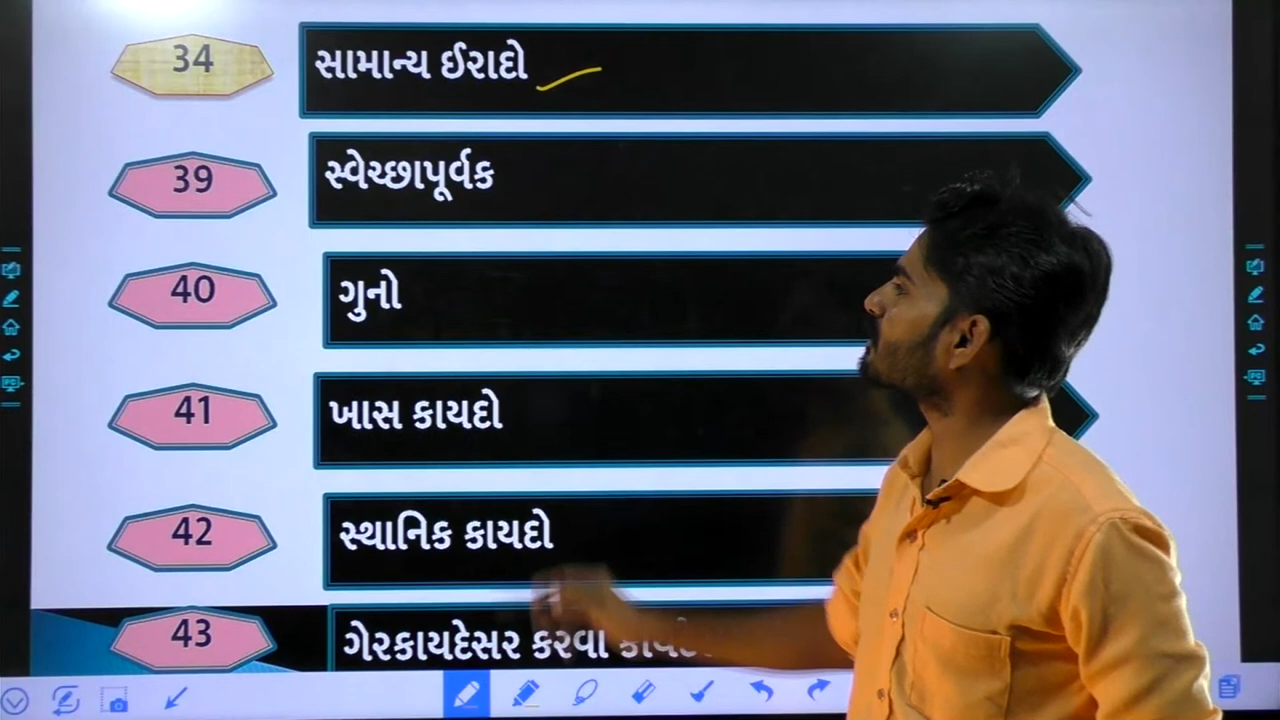 34 સામાન્ય ઈરાદો
39 સ્વેચ્છાપૂર્વક
40 ગુનો
41 ખાસ કાયદો
42 સ્થાનિક કાયદો
43 ગેરકાયદેસર કરવા